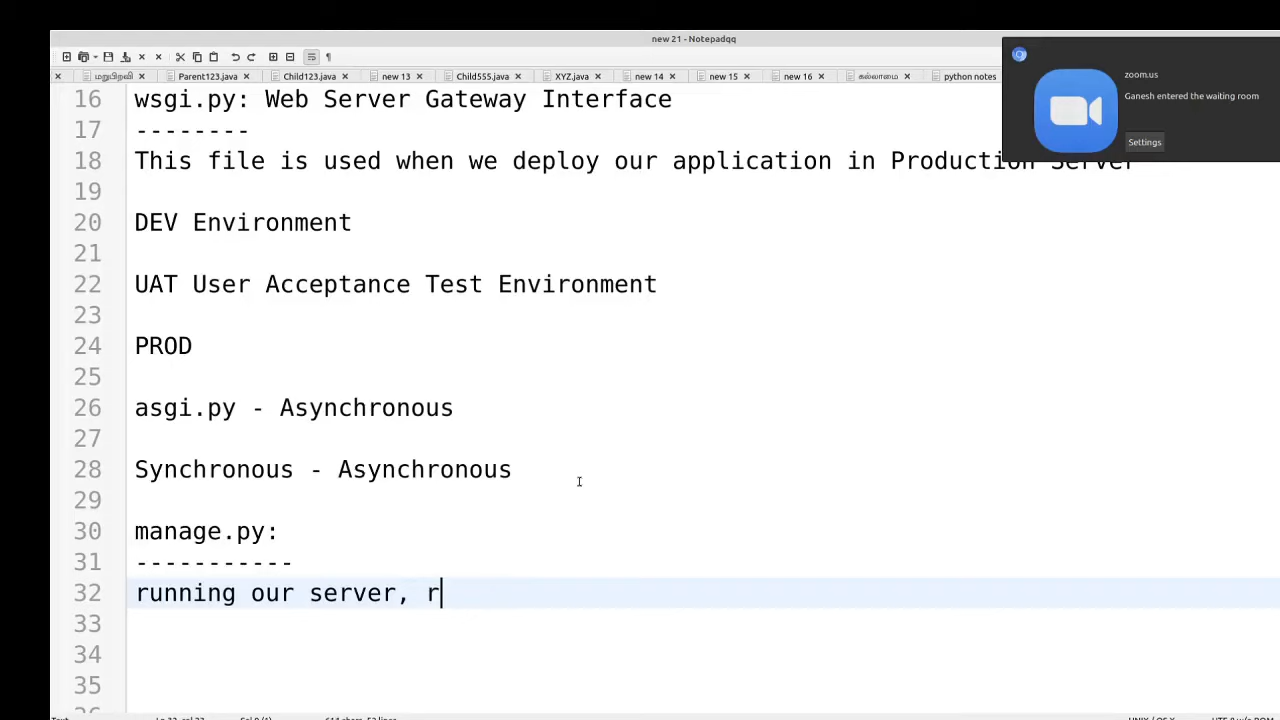 new 21 - Notepadqq
மறுபிறவி Parent123.java Child123.java new 13 Child555.java XYZ.java new 14 new 15 new 16 கல்லாமை python notes
zoom.us
Ganesh entered the waiting room
Settings
16 wsgi.py: Web Server Gateway Interface
17 --------
18 This file is used when we deploy our application in Production Server
19
20 DEV Environment
21
22 UAT User Acceptance Test Environment
23
24 PROD
25
26 asgi.py - Asynchronous
27
28 Synchronous - Asynchronous
29
30 manage.py:
31 -----------
32 running our server, r
33
34
35